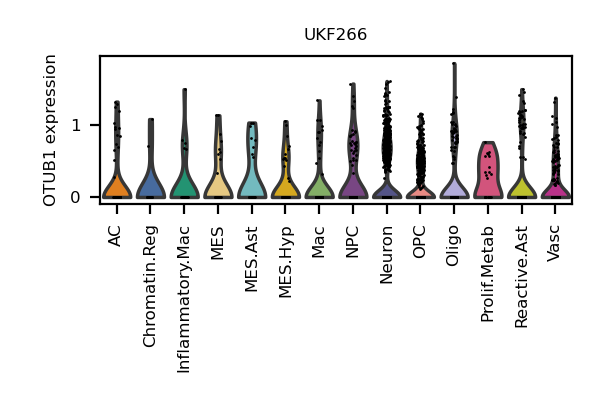 UKF266
OTUB1 expression
1
0
AC
Chromatin.Reg
Inflammatory.Mac
MES
MES.Ast
MES.Hyp
Mac
NPC
Neuron
OPC
Oligo
Prolif.Metab
Reactive.Ast
Vasc